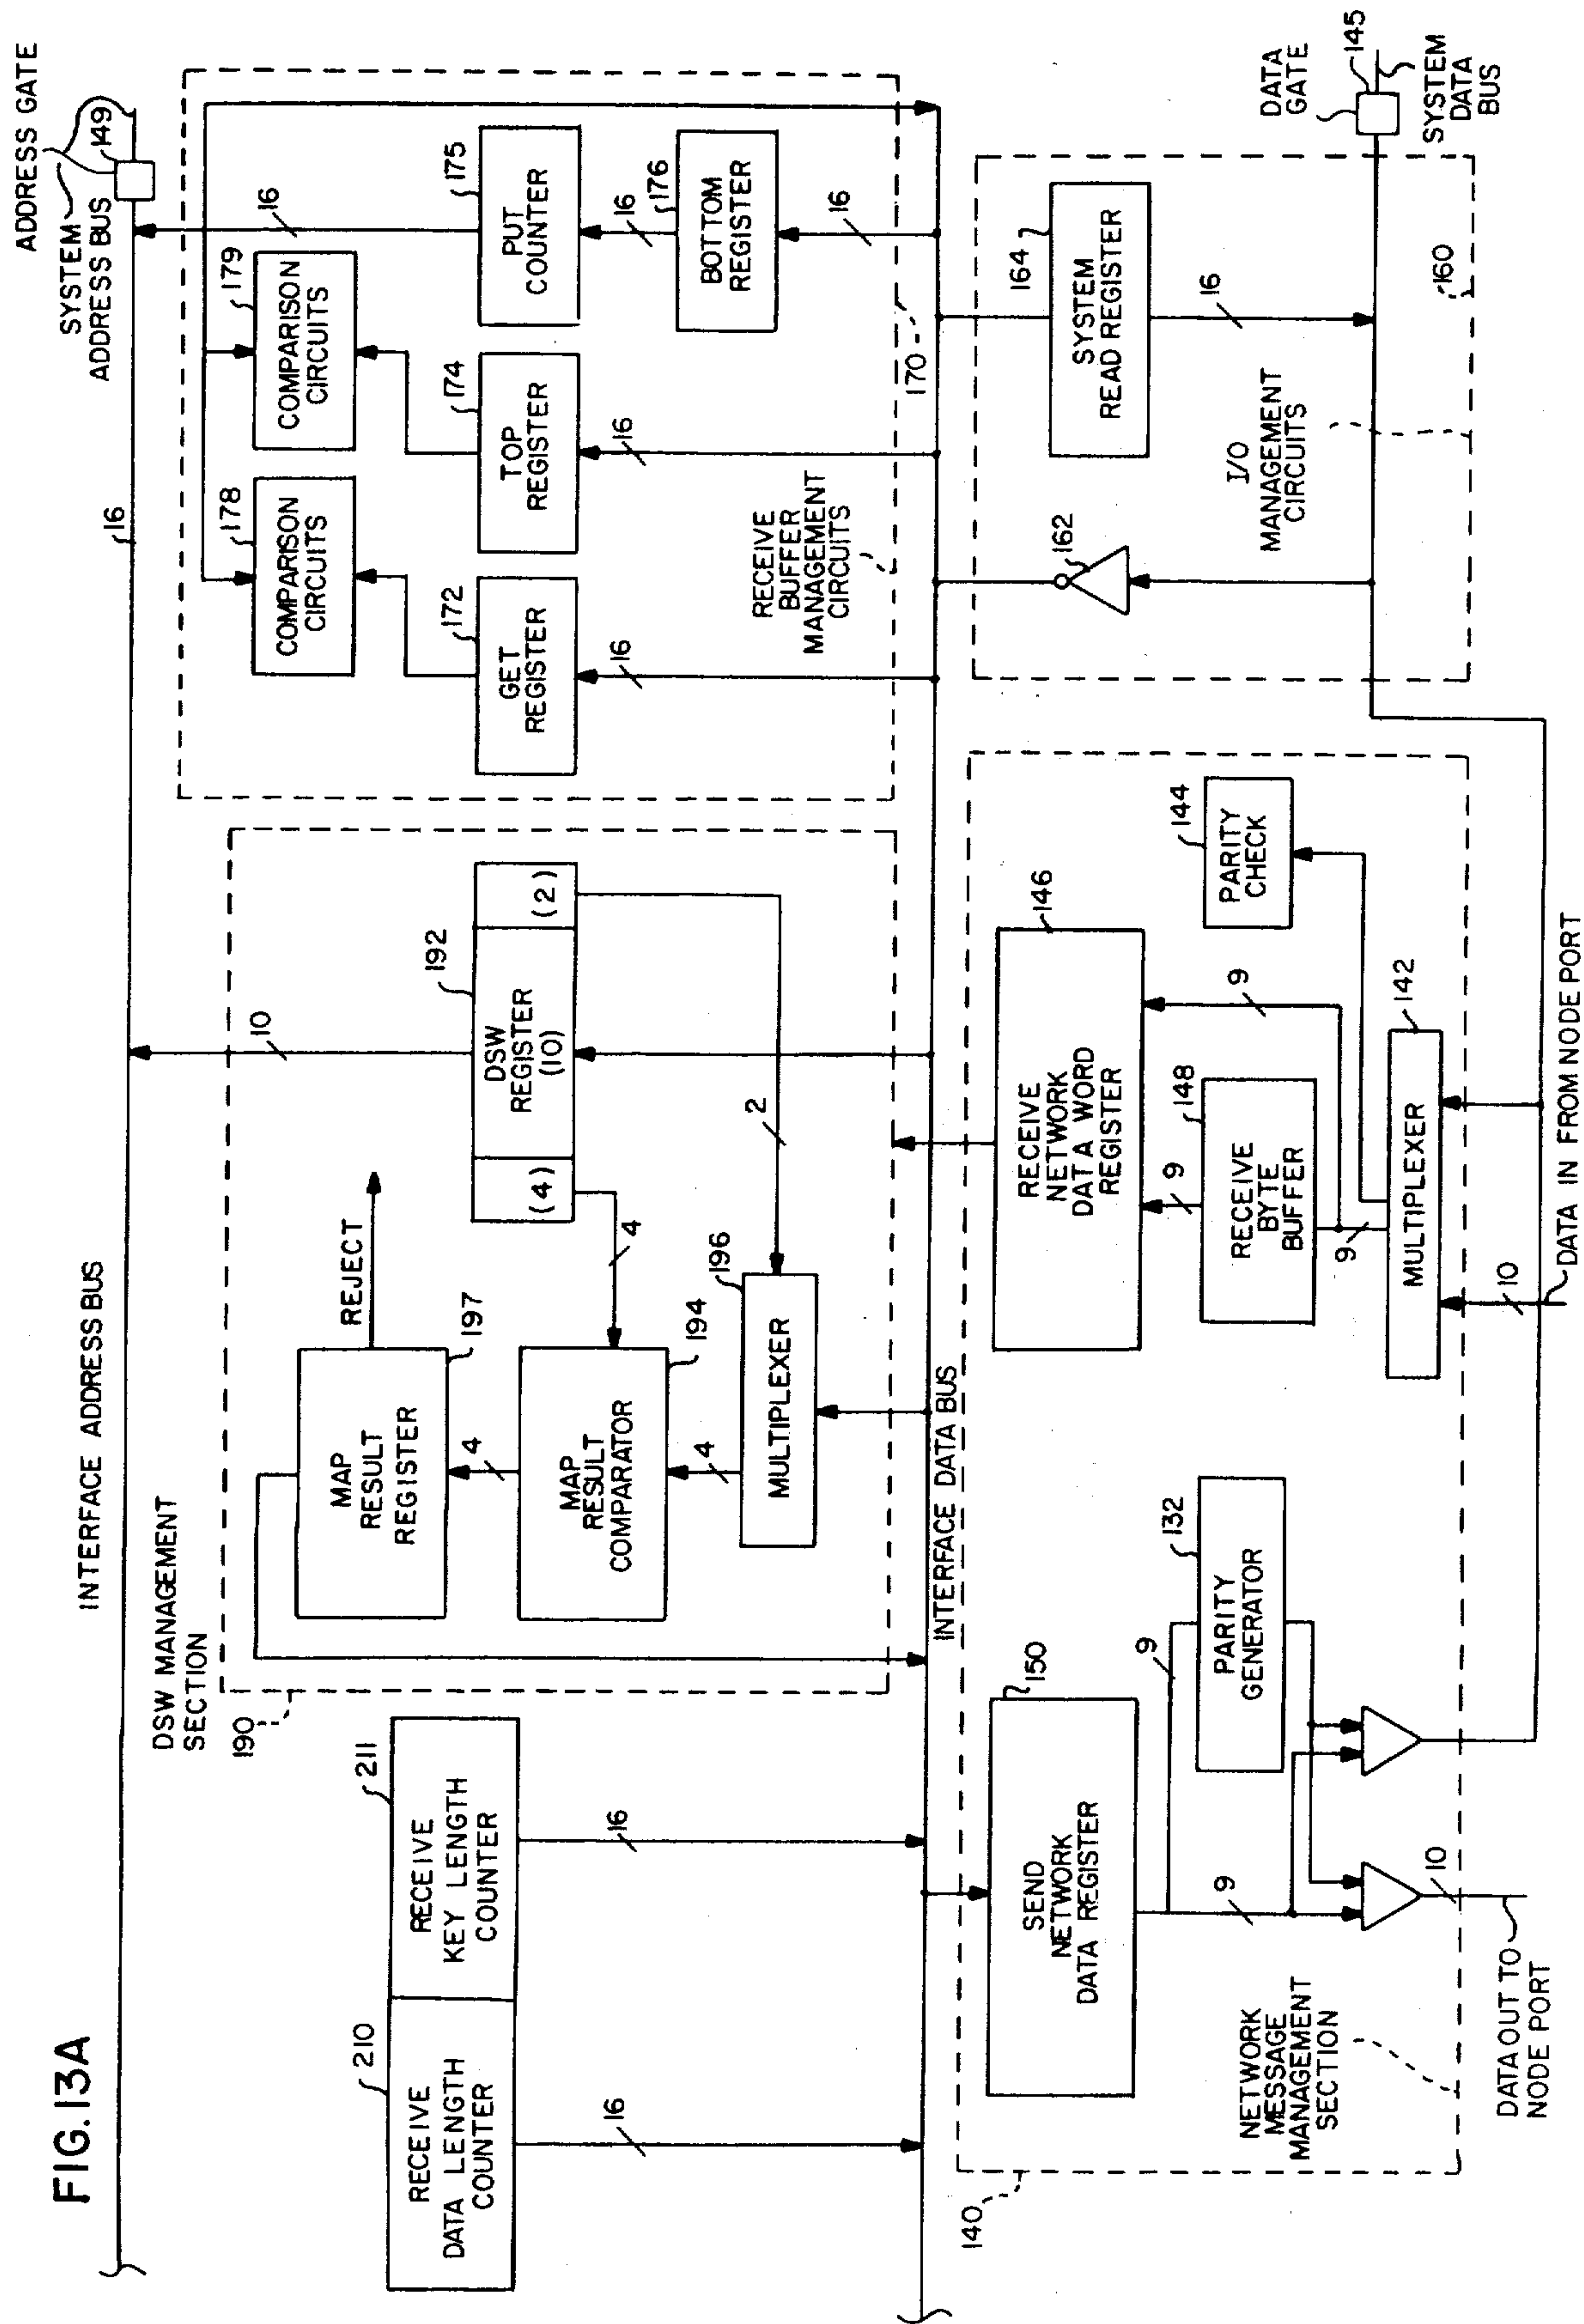 FIG.13A
INTERFACE ADDRESS BUS
16
SYSTEM
ADDRESS BUS
149
ADDRESS GATE
210
RECEIVE
DATA LENGTH
COUNTER
16
211
RECEIVE
KEY LENGTH
COUNTER
16
DSW MANAGEMENT
SECTION
190
MAP
RESULT
REGISTER
197
REJECT
4
MAP
RESULT
COMPARATOR
194
4
MULTIPLEXER
196
4
2
192
(4)
DSW
REGISTER
(10)
(2)
10
178
COMPARISON
CIRCUITS
179
COMPARISON
CIRCUITS
172
GET
REGISTER
16
174
TOP
REGISTER
16
175
PUT
COUNTER
16
16
176
BOTTOM
REGISTER
16
RECEIVE
BUFFER
MANAGEMENT
CIRCUITS
170
INTERFACE DATA BUS
140
NETWORK
MESSAGE
MANAGEMENT
SECTION
150
SEND
NETWORK
DATA REGISTER
9
9
132
PARITY
GENERATOR
10
DATA OUT TO
NODE PORT
146
RECEIVE
NETWORK
DATA WORD
REGISTER
9
9
148
RECEIVE
BYTE
BUFFER
9
144
PARITY
CHECK
142
MULTIPLEXER
10
DATA IN FROM NODE PORT
162
I/O
MANAGEMENT
CIRCUITS
164
SYSTEM
READ REGISTER
16
160
DATA
GATE
145
SYSTEM
DATA
BUS